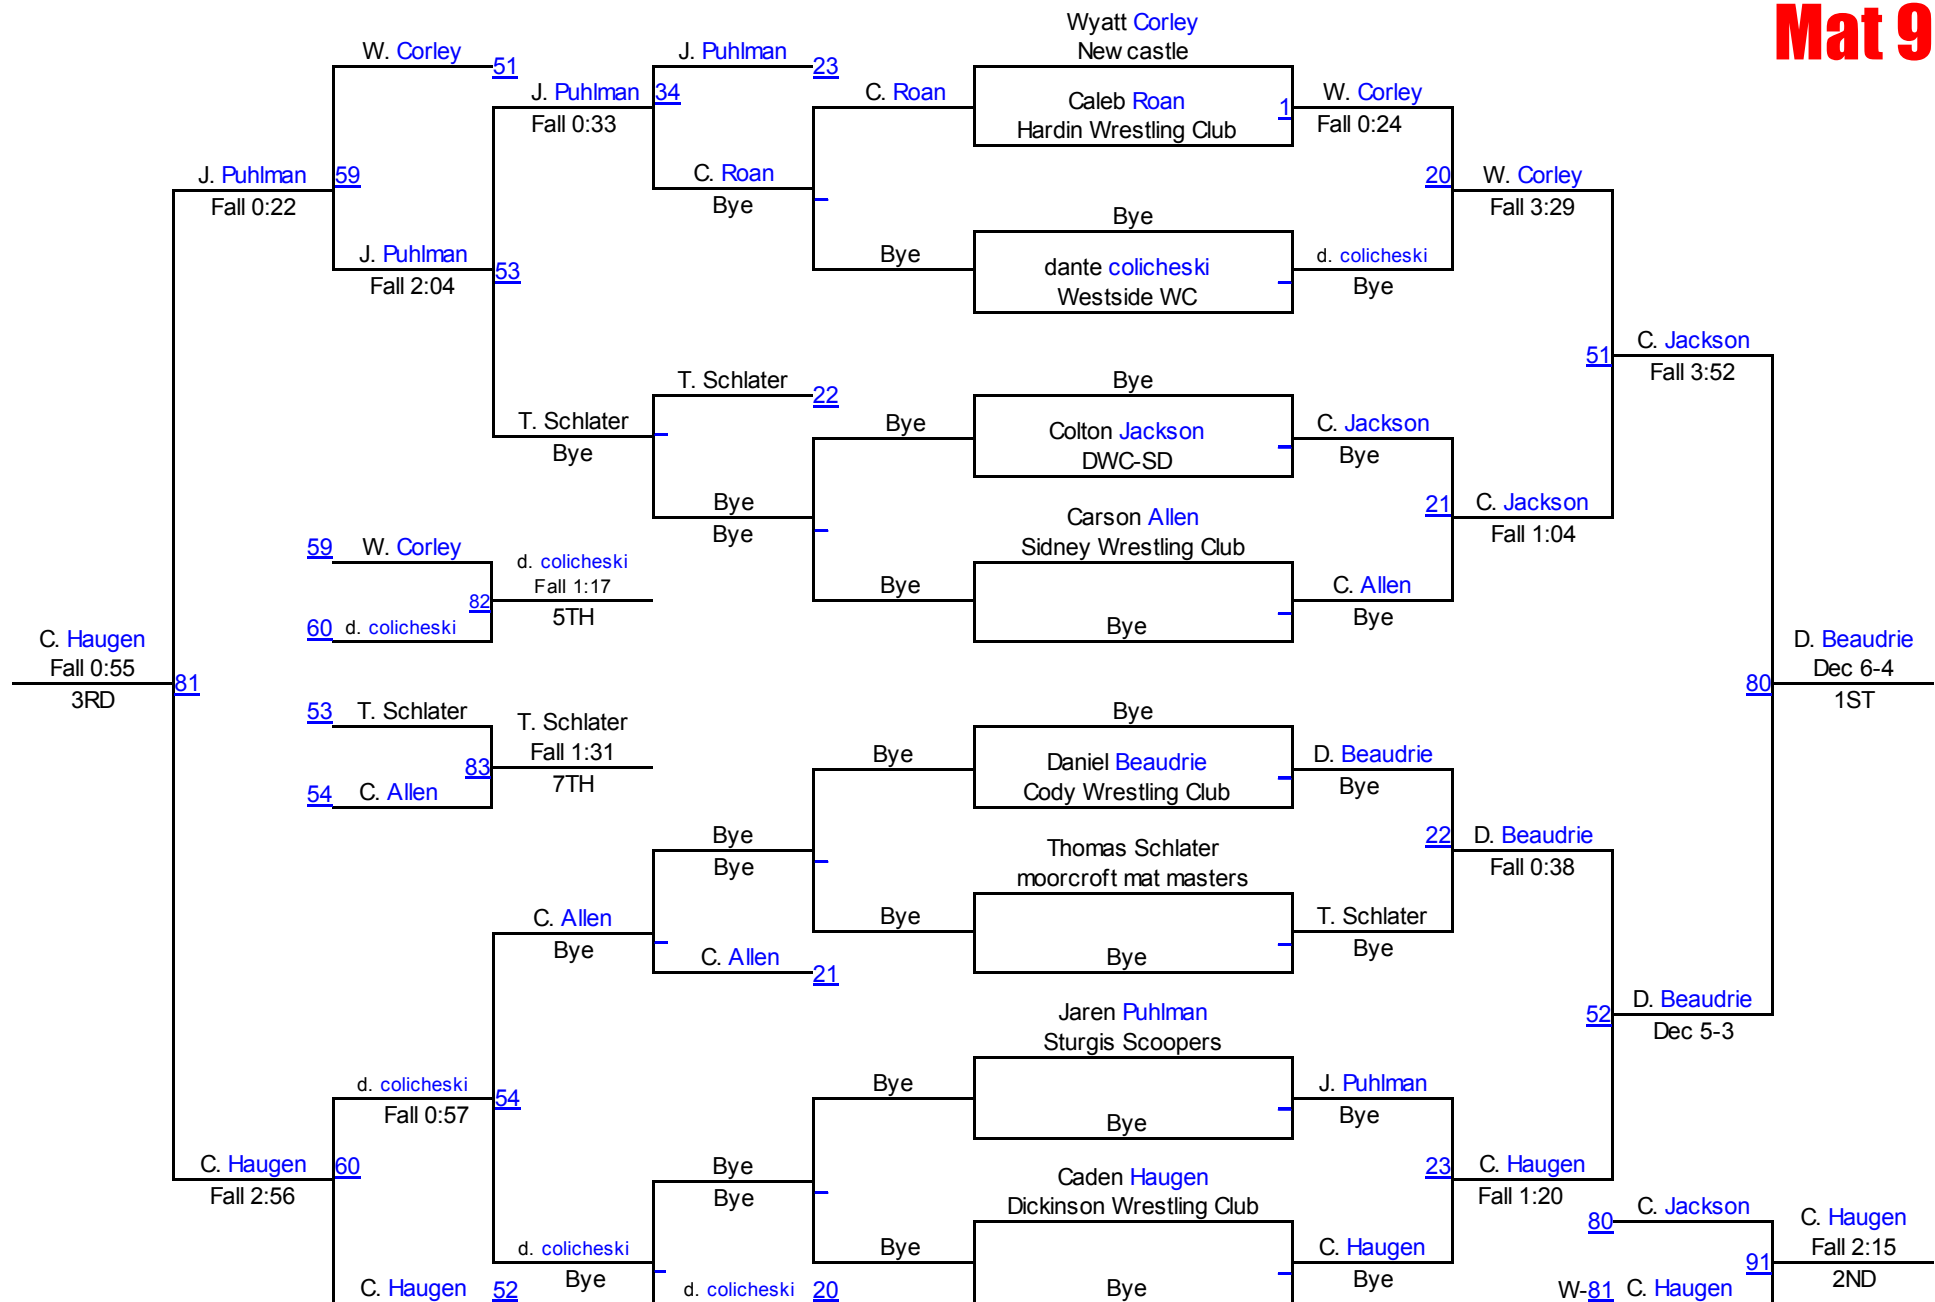 Mat 9
Wyatt Corley
New castle
W. Corley
51
J. Puhlman
23
J. Puhlman
34
Fall 0:33
C. Roan
Caleb Roan
Hardin Wrestling Club
1
W. Corley
Fall 0:24
J. Puhlman
59
Fall 0:22
C. Roan
Bye
20
W. Corley
Fall 3:29
Bye
J. Puhlman
53
Fall 2:04
Bye
dante colicheski
Westside WC
d. colicheski
Bye
51
C. Jackson
Fall 3:52
T. Schlater
22
Bye
T. Schlater
Bye
Bye
Colton Jackson
DWC-SD
C. Jackson
Bye
Bye
Bye
Carson Allen
Sidney Wrestling Club
21
C. Jackson
Fall 1:04
59
W. Corley
d. colicheski
Fall 1:17
82
5TH
60
d. colicheski
Bye
Bye
C. Allen
Bye
C. Haugen
Fall 0:55
81
3RD
D. Beaudrie
Dec 6-4
80
1ST
53
T. Schlater
T. Schlater
Fall 1:31
83
7TH
54
C. Allen
Bye
Bye
Daniel Beaudrie
Cody Wrestling Club
D. Beaudrie
Bye
Bye
Bye
Thomas Schlater
moorcroft mat masters
22
D. Beaudrie
Fall 0:38
C. Allen
Bye
Bye
Bye
T. Schlater
Bye
C. Allen
21
Jaren Puhlman
Sturgis Scoopers
52
D. Beaudrie
Dec 5-3
d. colicheski
54
Fall 0:57
Bye
Bye
J. Puhlman
Bye
C. Haugen
60
Fall 2:56
Bye
Bye
Caden Haugen
Dickinson Wrestling Club
23
C. Haugen
Fall 1:20
80
C. Jackson
C. Haugen
Fall 2:15
91
2ND
d. colicheski
Bye
Bye
C. Haugen
Bye
C. Haugen
52
d. colicheski
20
Bye
W-81
C. Haugen